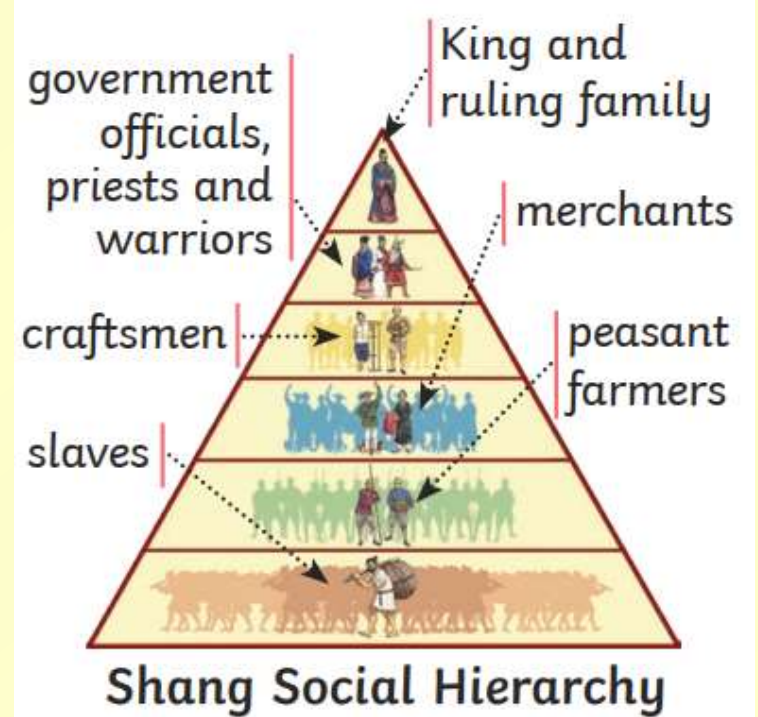 King and
ruling family
government
officials,
priests and
warriors
merchants
craftsmen
peasant
farmers
slaves
Shang Social Hierarchy